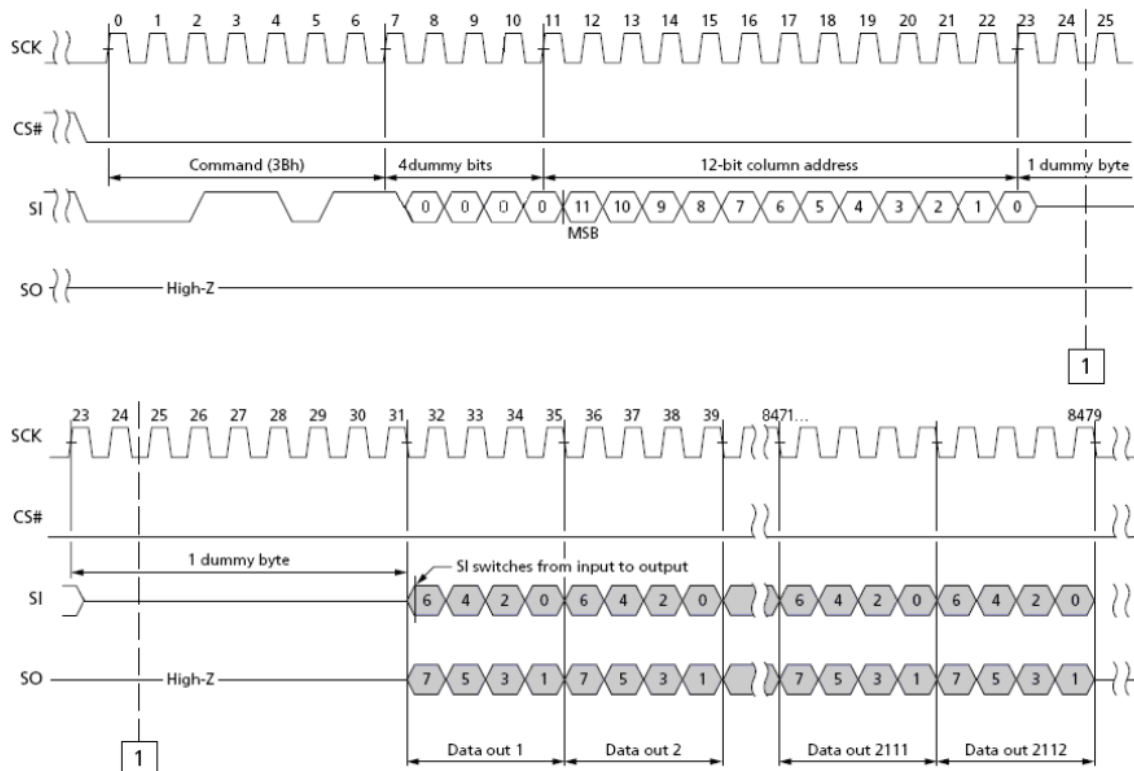 0 1 2 3 4 5 6 7 8 9 10 11 12 13 14 15 16 17 18 19 20 21 22 23 24 25
SCK
CS#
Command (3Bh) 4dummy bits 12-bit column address 1 dummy byte
SI 0 0 0 0 11 10 9 8 7 6 5 4 3 2 1 0
MSB
SO High-Z
1
23 24 25 26 27 28 29 30 31 32 33 34 35 36 37 38 39 8471... 8479
SCK
CS#
1 dummy byte
SI switches from input to output
SI 6 4 2 0 6 4 2 0 6 4 2 0 6 4 2 0
SO High-Z 7 5 3 1 7 5 3 1 7 5 3 1 7 5 3 1
1 Data out 1 Data out 2 Data out 2111 Data out 2112